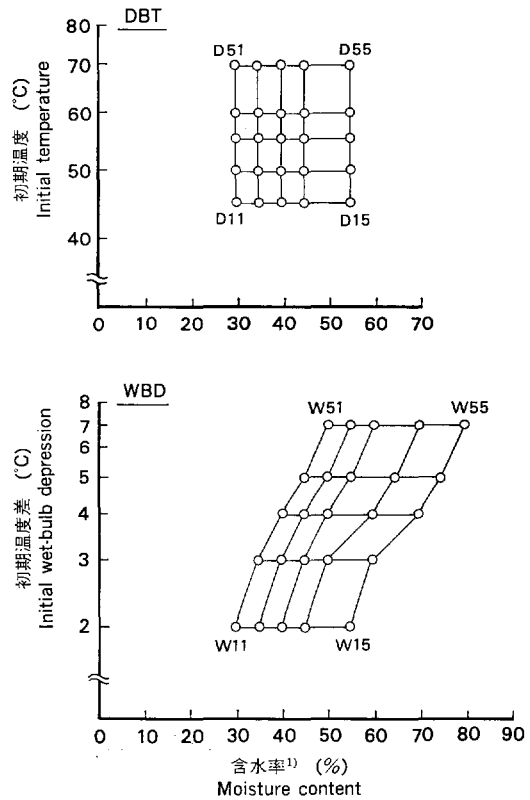 DBT
80
70
60
50
40
初期温度 (°C)
Initial temperature
D51
D55
D11
D15
0 10 20 30 40 50 60 70
WBD
8
7
6
5
4
3
2
初期温度差 (°C)
Initial wet-bulb depression
W51
W55
W11
W15
0 10 20 30 40 50 60 70 80 90
含水率1) (%)
Moisture content